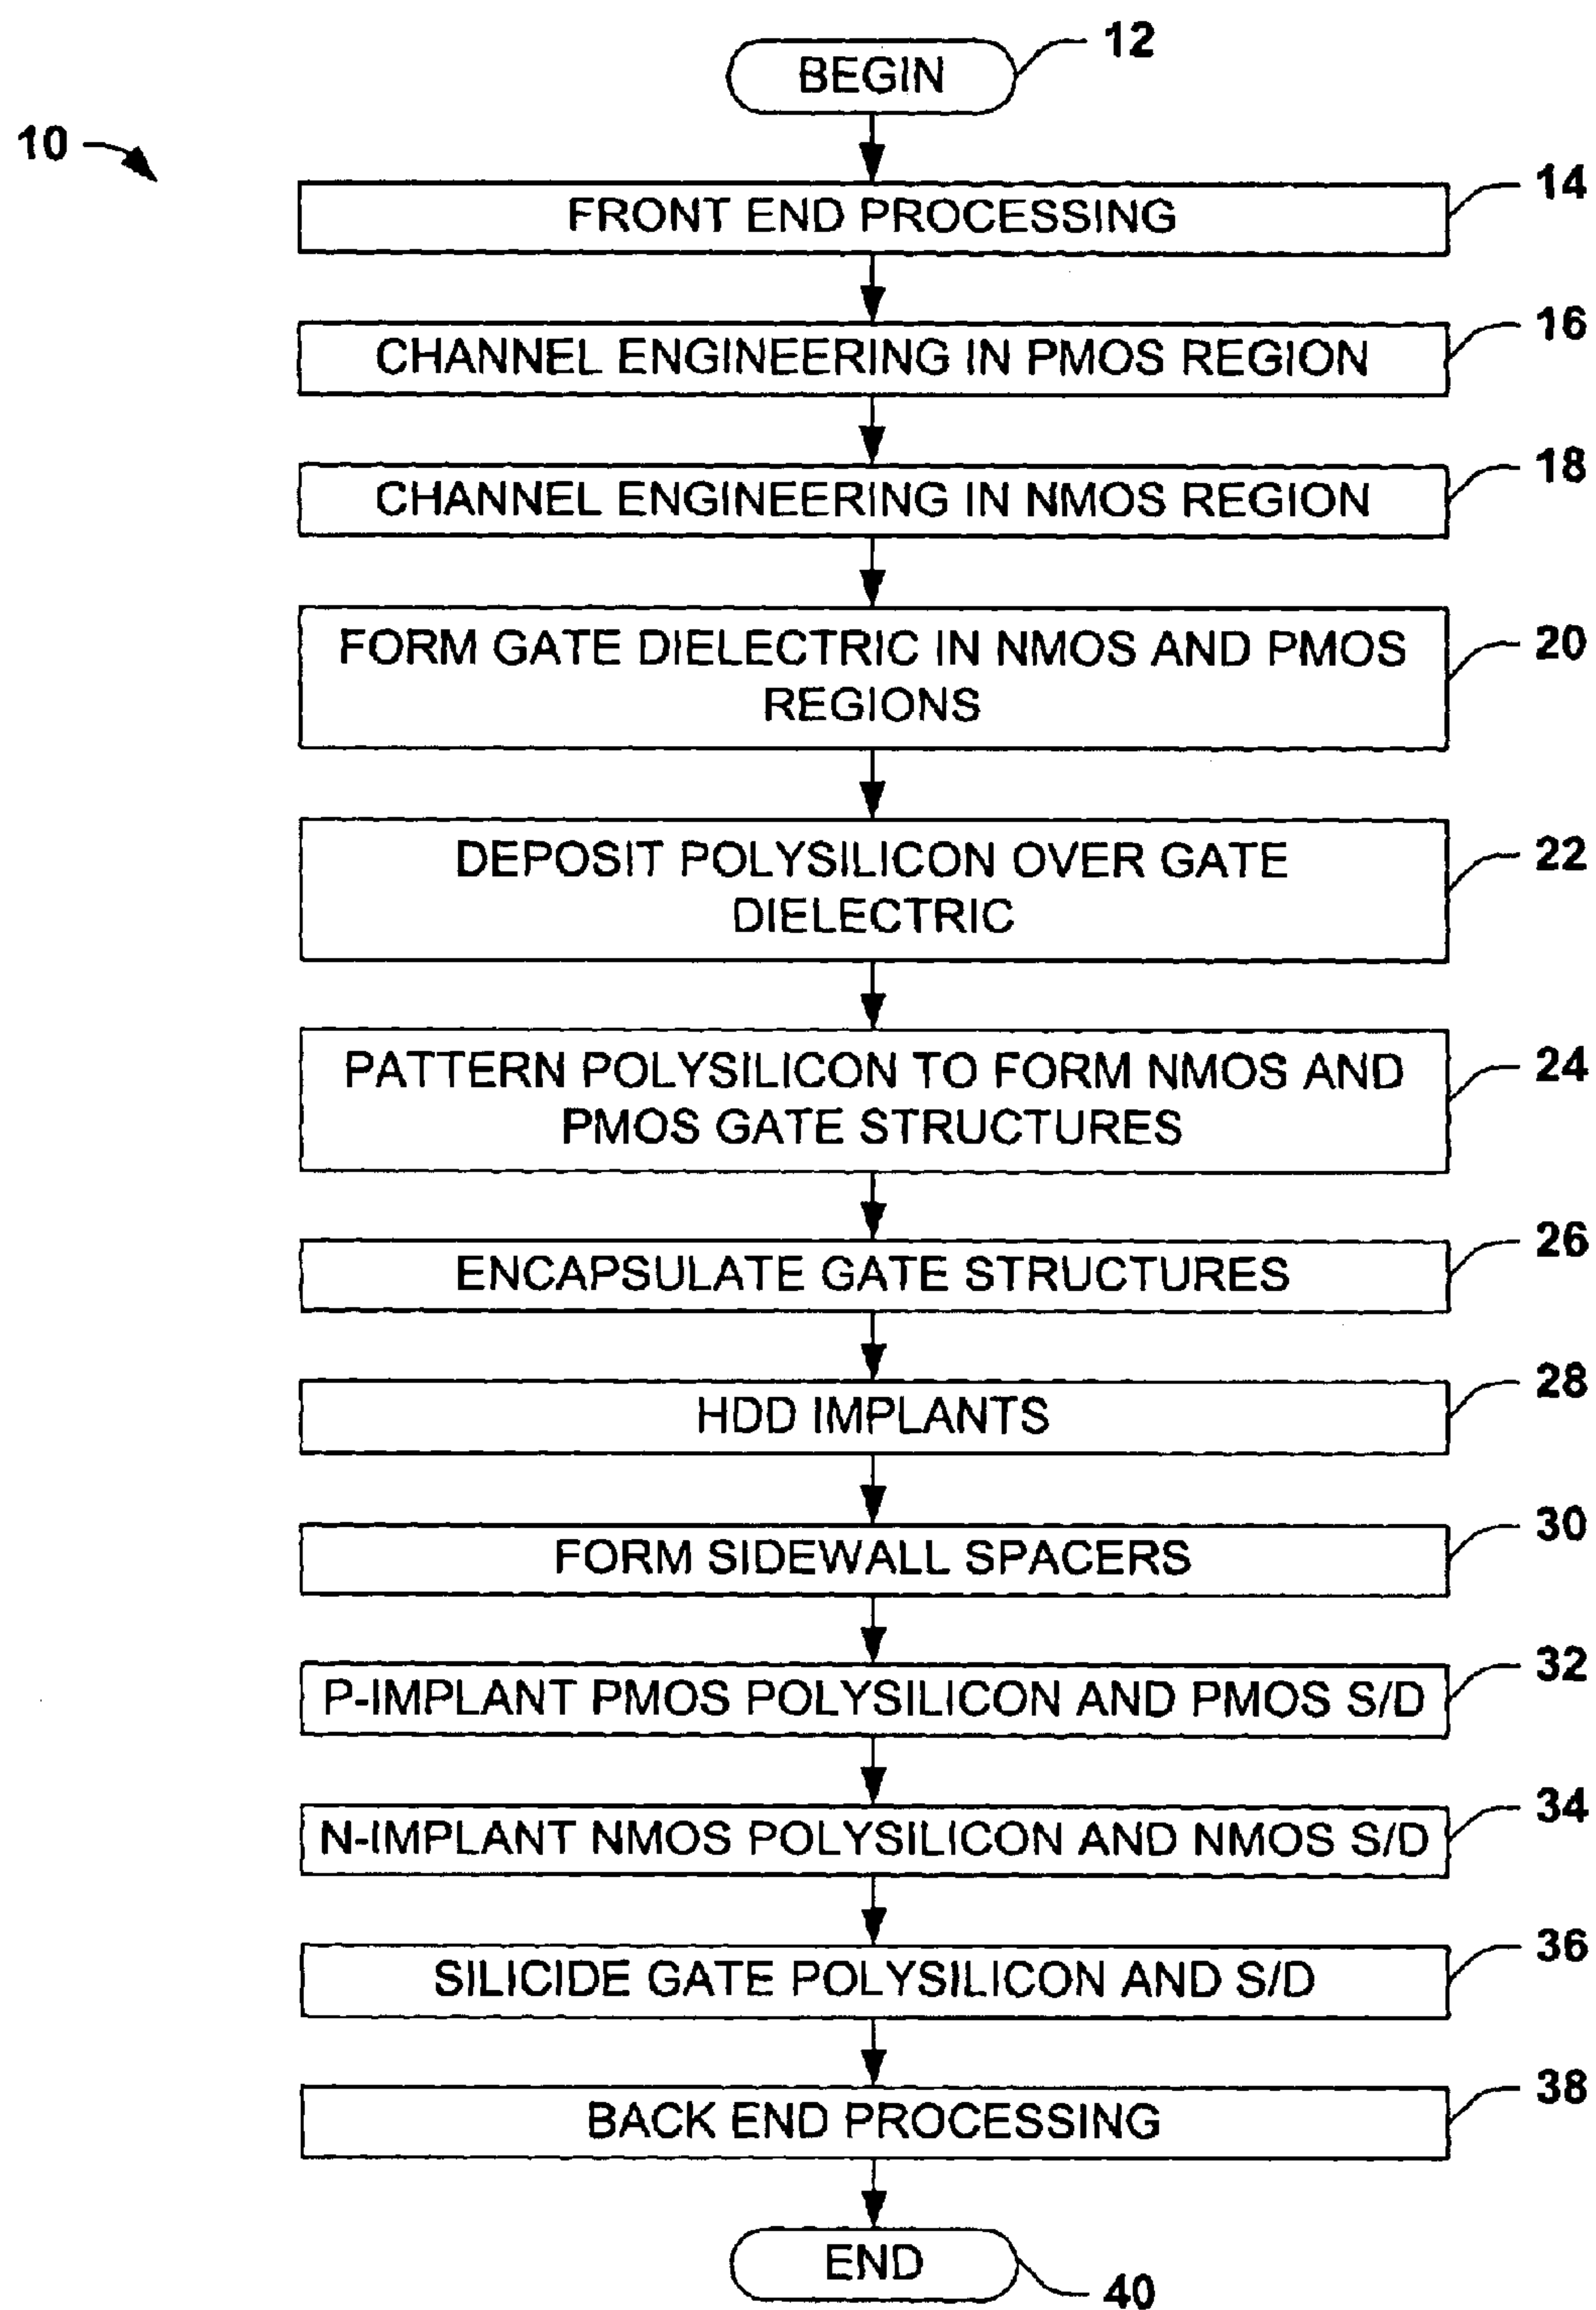 BEGIN
12
10
FRONT END PROCESSING
14
CHANNEL ENGINEERING IN PMOS REGION
16
CHANNEL ENGINEERING IN NMOS REGION
18
FORM GATE DIELECTRIC IN NMOS AND PMOS
REGIONS
20
DEPOSIT POLYSILICON OVER GATE
DIELECTRIC
22
PATTERN POLYSILICON TO FORM NMOS AND
PMOS GATE STRUCTURES
24
ENCAPSULATE GATE STRUCTURES
26
HDD IMPLANTS
28
FORM SIDEWALL SPACERS
30
P-IMPLANT PMOS POLYSILICON AND PMOS S/D
32
N-IMPLANT NMOS POLYSILICON AND NMOS S/D
34
SILICIDE GATE POLYSILICON AND S/D
36
BACK END PROCESSING
38
END
40